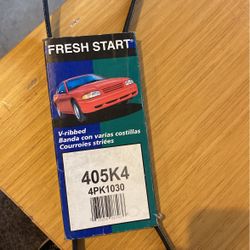 FRESH START®
V-ribbed
Banda con varias costillas
Courroies striées
405K4
4PK1030